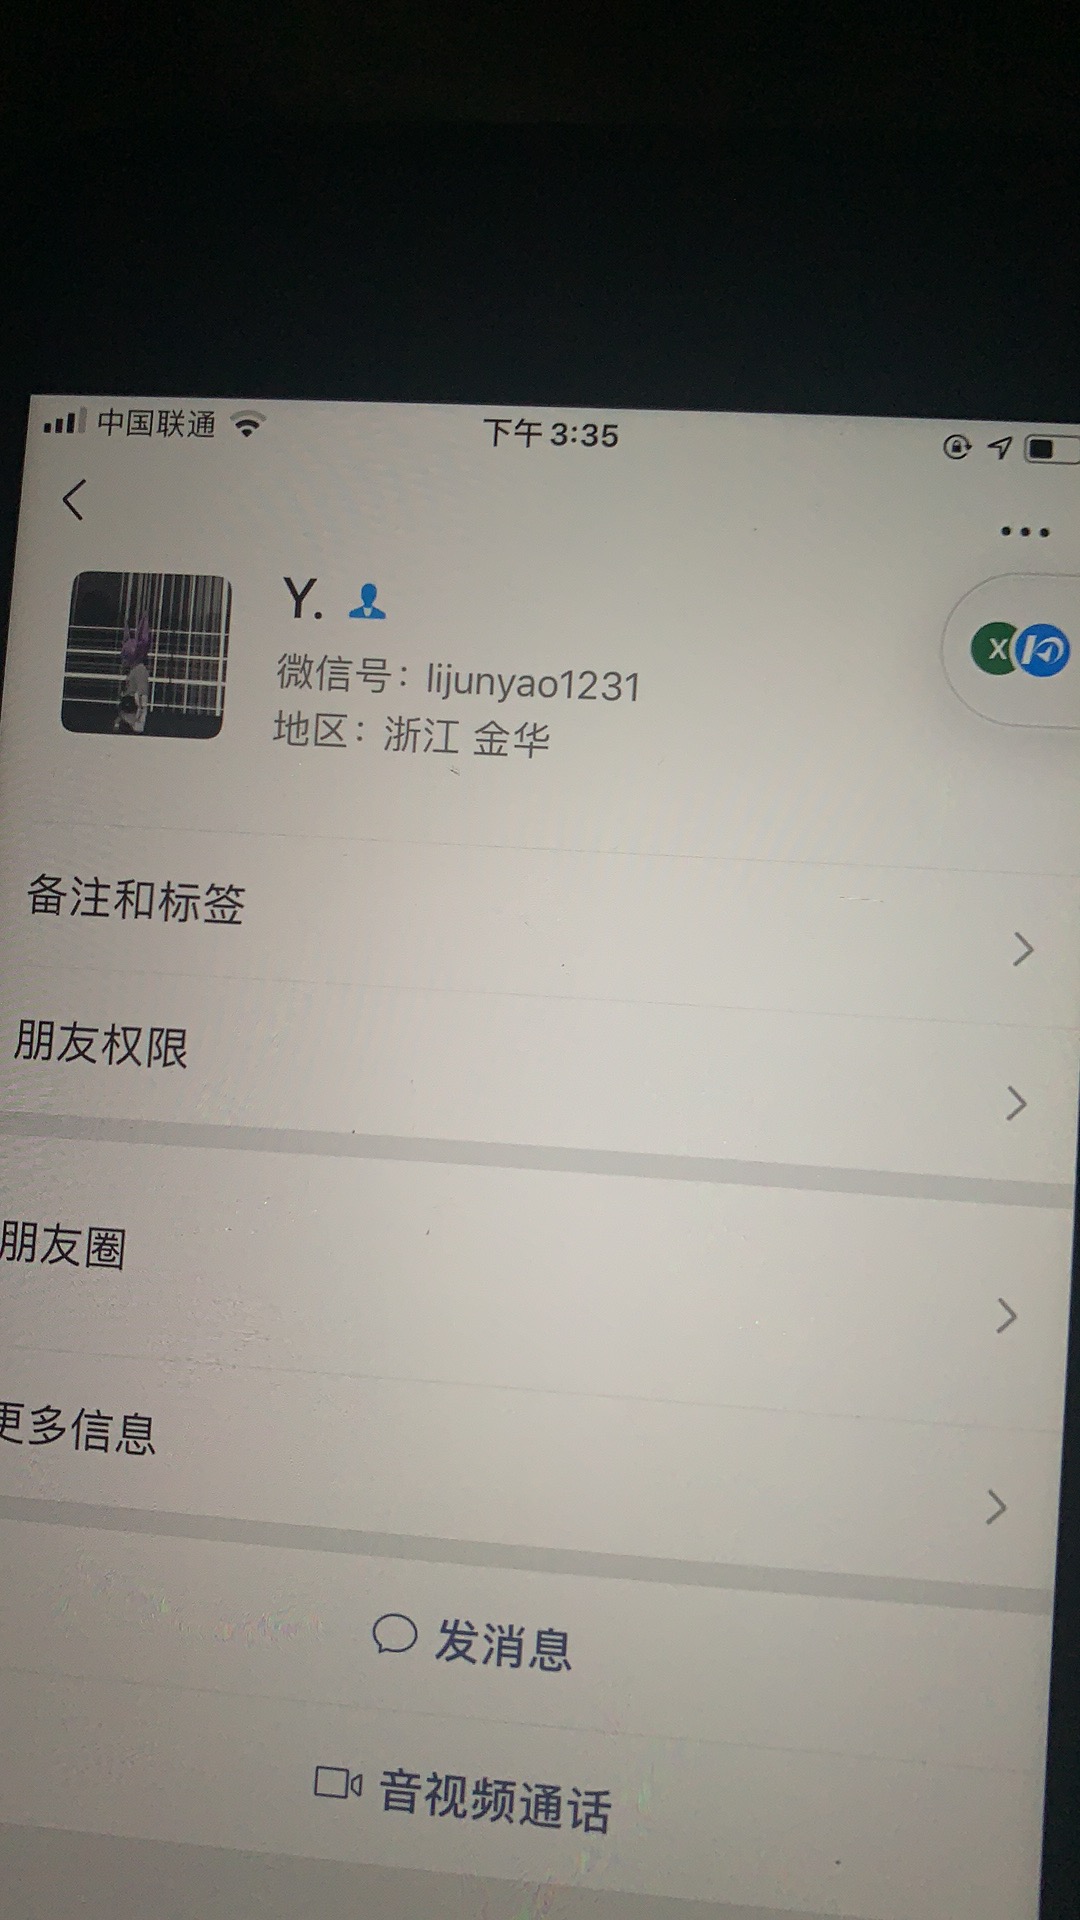 中国联通
下午3:35
Y.
微信号：lijunyao1231
地区：浙江 金华
X
备注和标签
朋友权限
朋友圈
更多信息
发消息
音视频通话